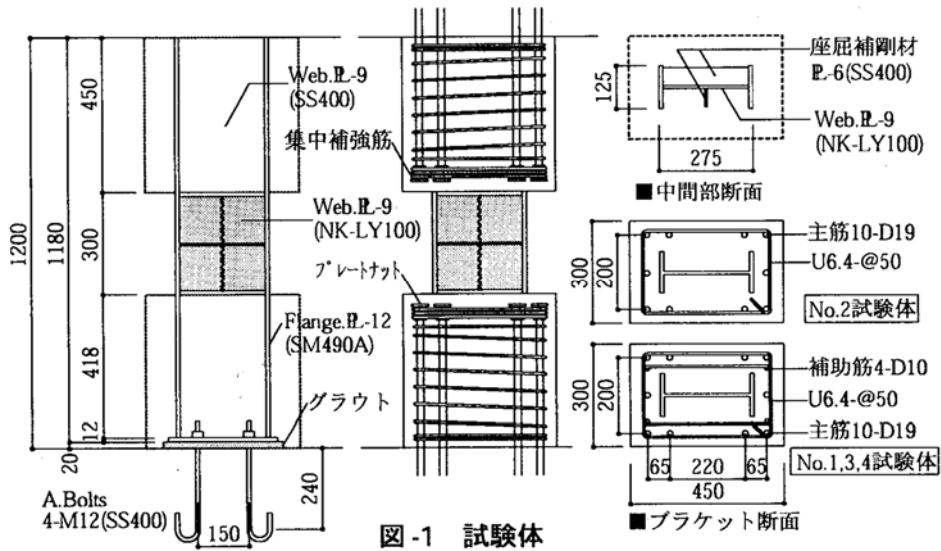 1200
1180
450
300
418
12
20
Web.PL-9
(SS400)
集中補強筋
Web.PL-9
(NK-LY100)
プレートナット
Flange.PL-12
(SM490A)
グラウト
A.Bolts
4-M12(SS400)
150
240
座屈補剛材
PL-6(SS400)
125
Web.PL-9
(NK-LY100)
275
■中間部断面
主筋10-D19
U6.4-@50
300
200
No.2試験体
補助筋4-D10
U6.4-@50
主筋10-D19
300
200
65
220
65
450
No.1,3,4試験体
■ブラケット断面
図-1 試験体